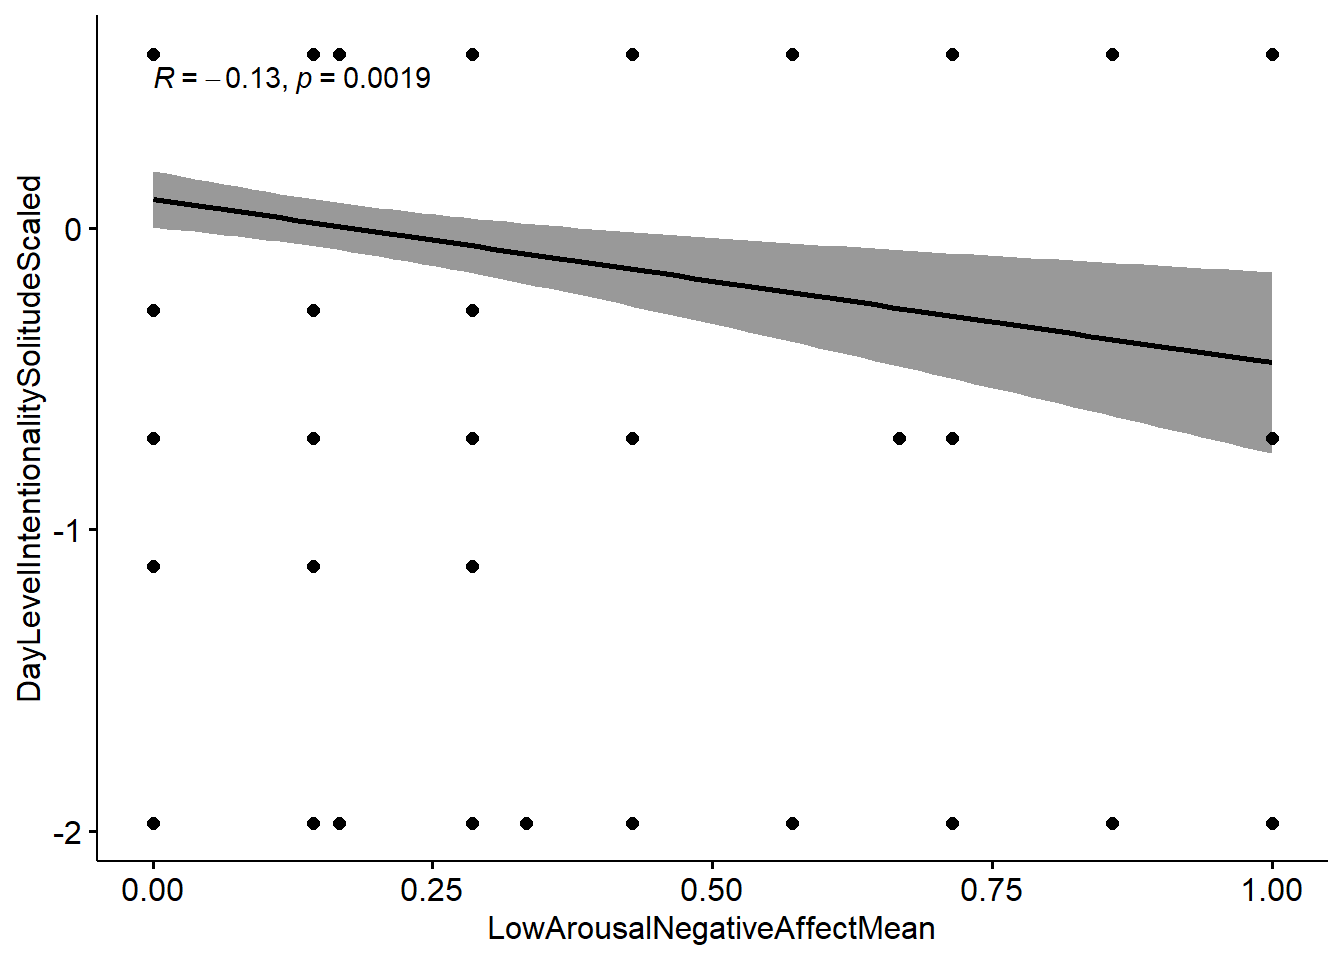 R = −0.13, p = 0.0019
DayLevelIntentionalitySolitudeScaled
0
-1
-2
0.00 0.25 0.50 0.75 1.00
LowArousalNegativeAffectMean